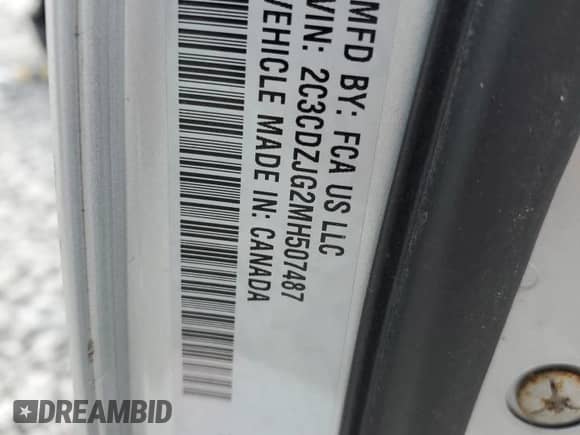 MFD BY: FCA US LLC
VIN: 2C3CDZJG2MH507487
VEHICLE MADE IN: CANADA
DREAMBID